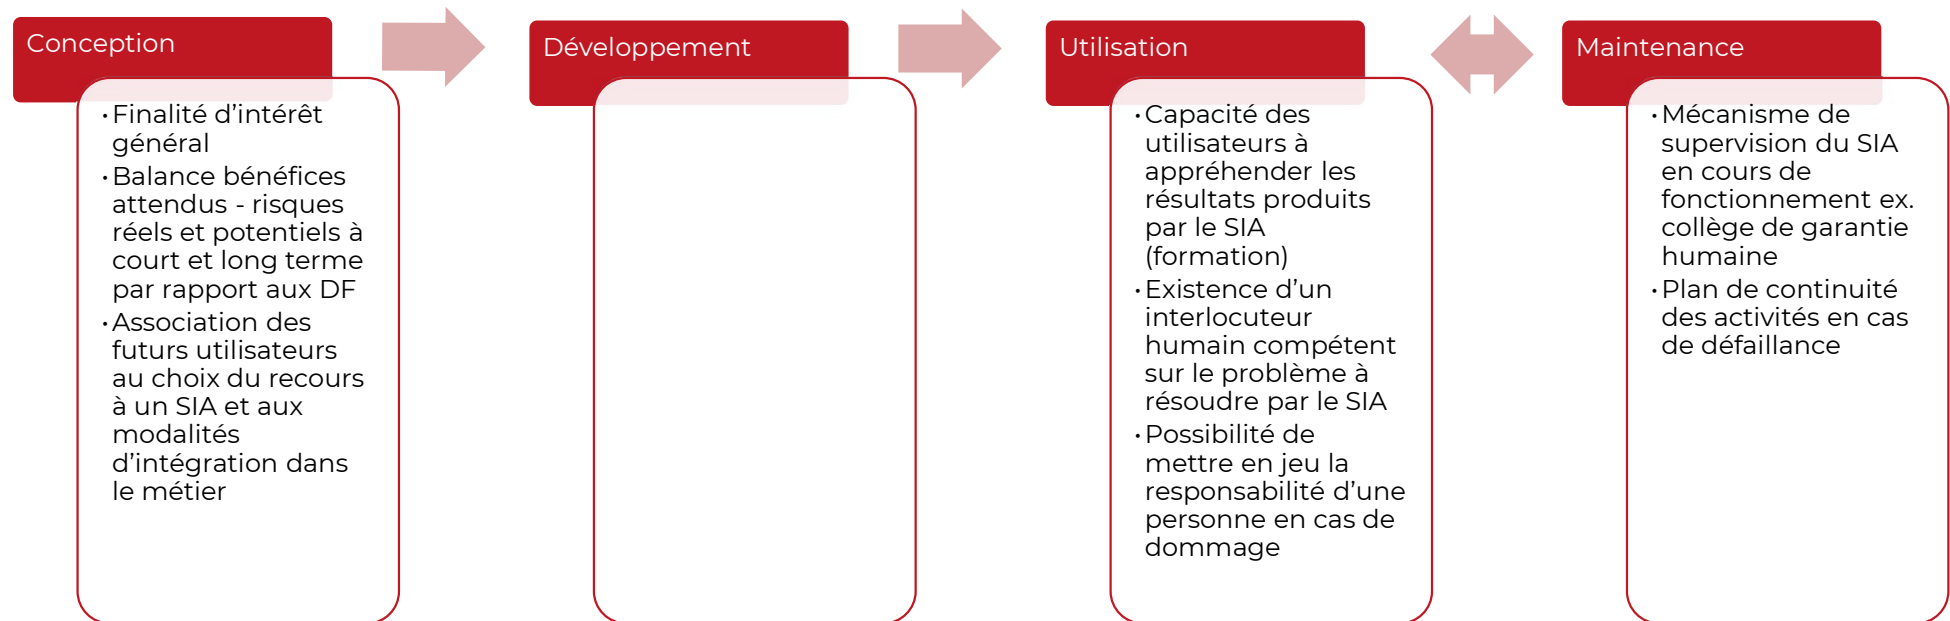 Conception
• Finalité d’intérêt
général
• Balance bénéfices
attendus - risques
réels et potentiels à
court et long terme
par rapport aux DF
• Association des
futurs utilisateurs
au choix du recours
à un SIA et aux
modalités
d’intégration dans
le métier
Développement
Utilisation
• Capacité des
utilisateurs à
appréhender les
résultats produits
par le SIA
(formation)
• Existence d’un
interlocuteur
humain compétent
sur le problème à
résoudre par le SIA
• Possibilité de
mettre en jeu la
responsabilité d’une
personne en cas de
dommage
Maintenance
• Mécanisme de
supervision du SIA
en cours de
fonctionnement ex.
collège de garantie
humaine
• Plan de continuité
des activités en cas
de défaillance